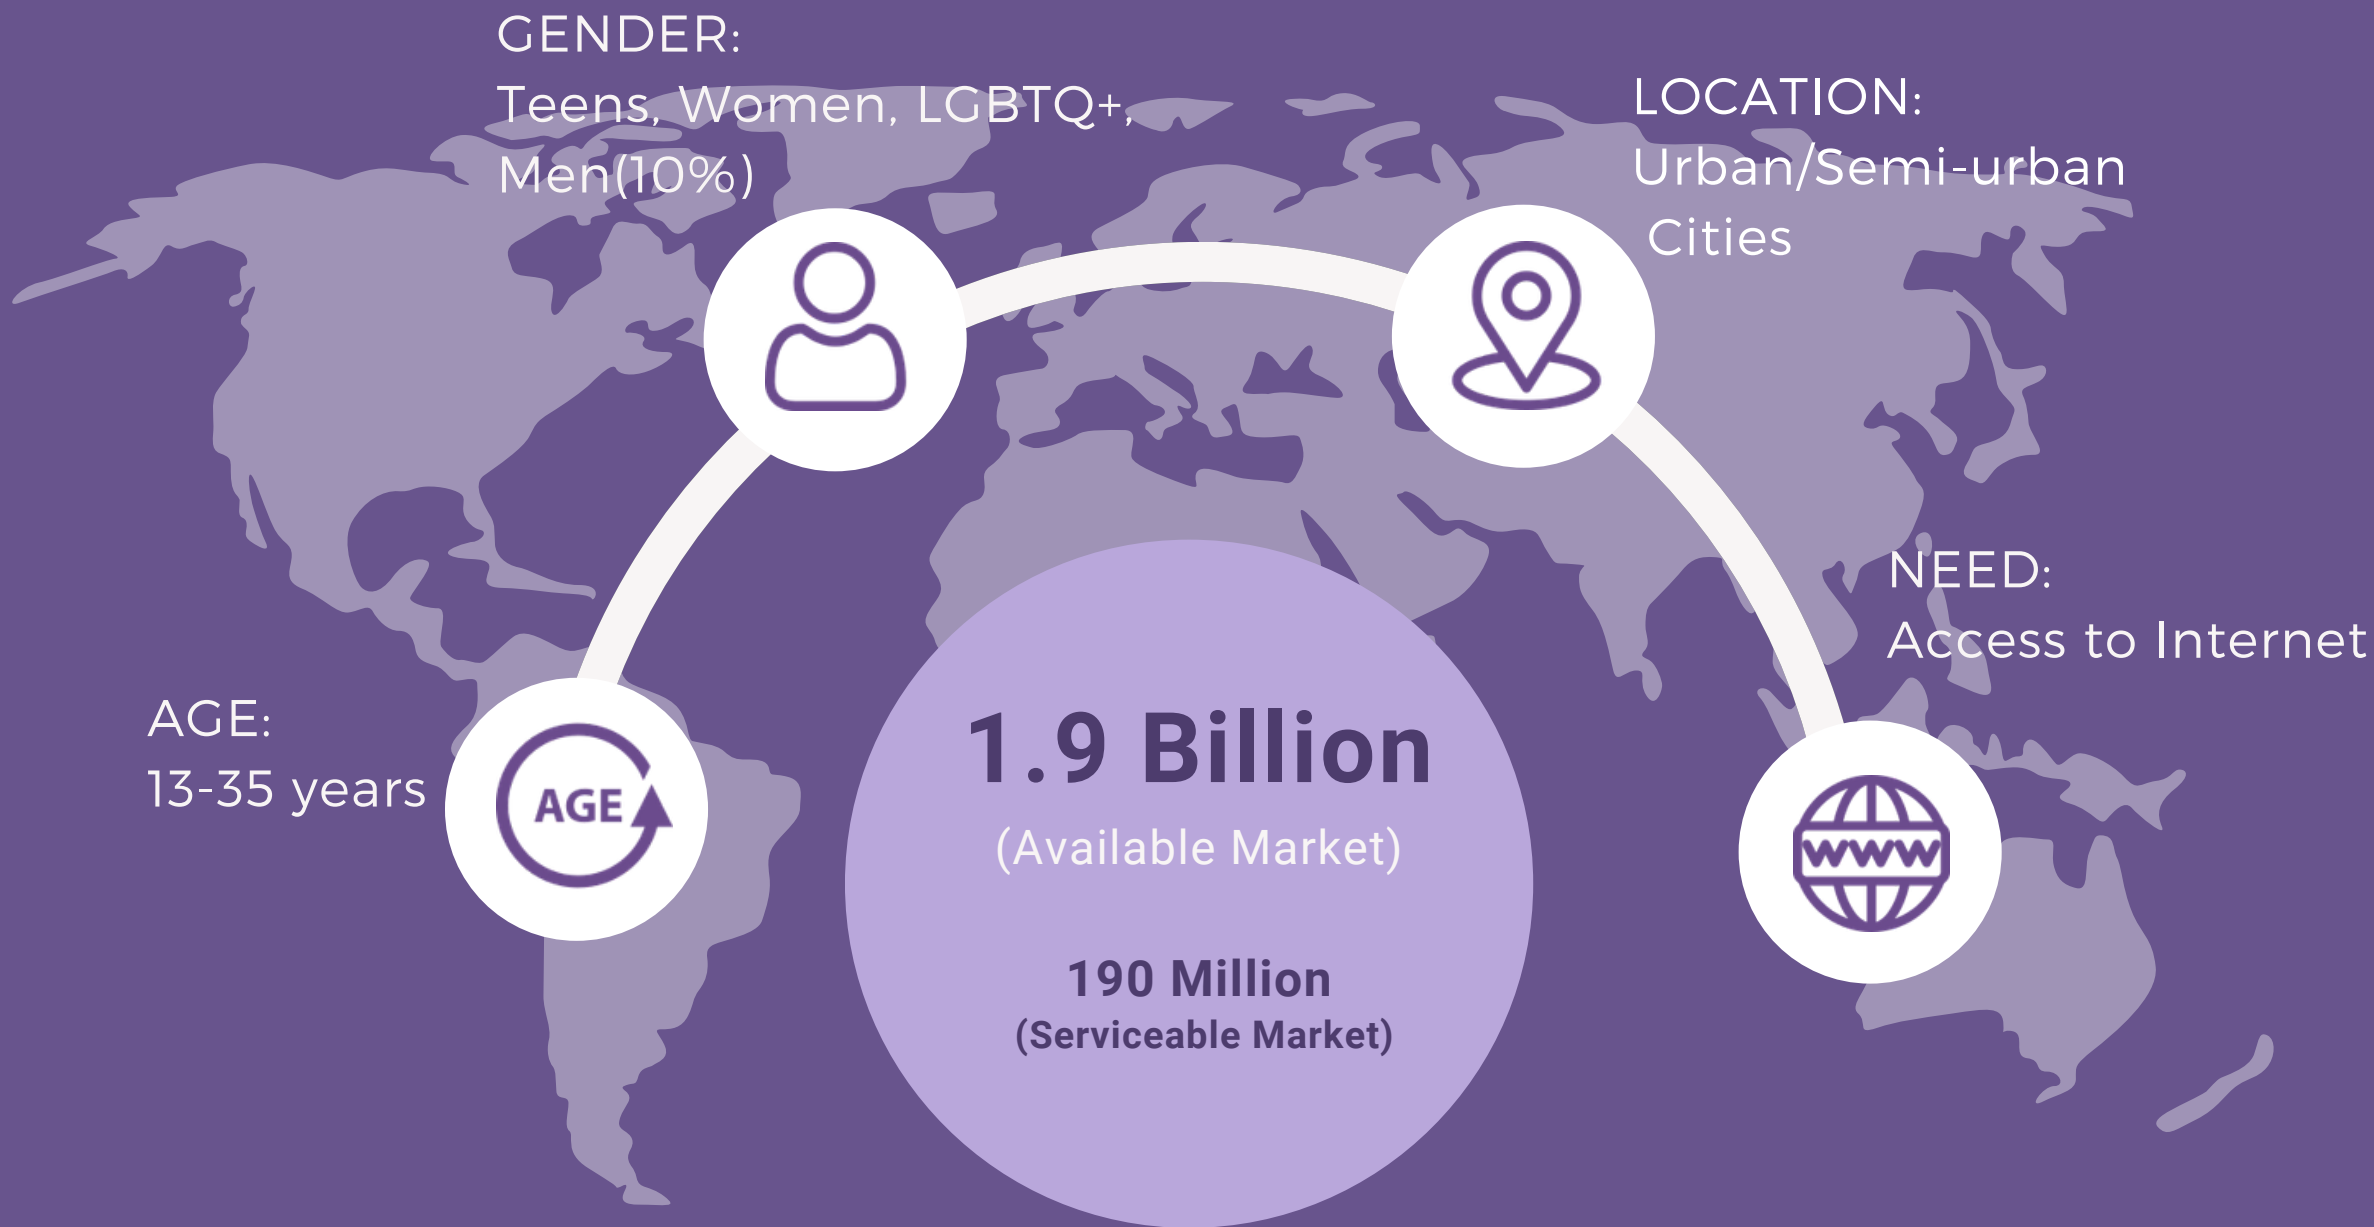 GENDER:
Teens, Women, LGBTQ+,
Men(10%)
LOCATION:
Urban/Semi-urban
Cities
NEED:
Access to Internet
AGE:
13-35 years
AGE
1.9 Billion
(Available Market)
190 Million
(Serviceable Market)
www